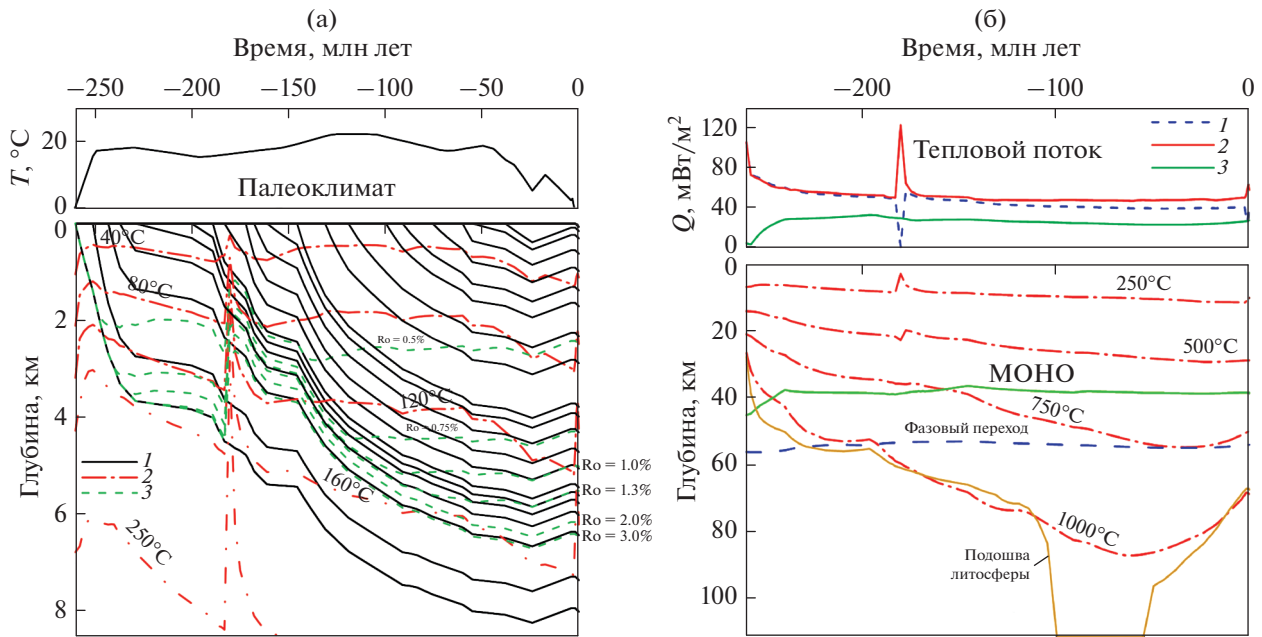 (а)
Время, млн лет
−250 −200 −150 −100 −50 0
T, °C
20
0
Палеоклимат
0
2
4
6
8
Глубина, км
40°C
80°C
120°C
160°C
250°C
Ro = 0.5%
Ro = 0.75%
Ro = 1.0%
Ro = 1.3%
Ro = 2.0%
Ro = 3.0%
1
2
3
(б)
Время, млн лет
−200 −100 0
Q, мВт/м²
120
80
40
0
Тепловой поток
1
2
3
0
20
40
60
80
100
Глубина, км
250°C
500°C
МОНО
750°C
Фазовый переход
1000°C
Подошва
литосферы